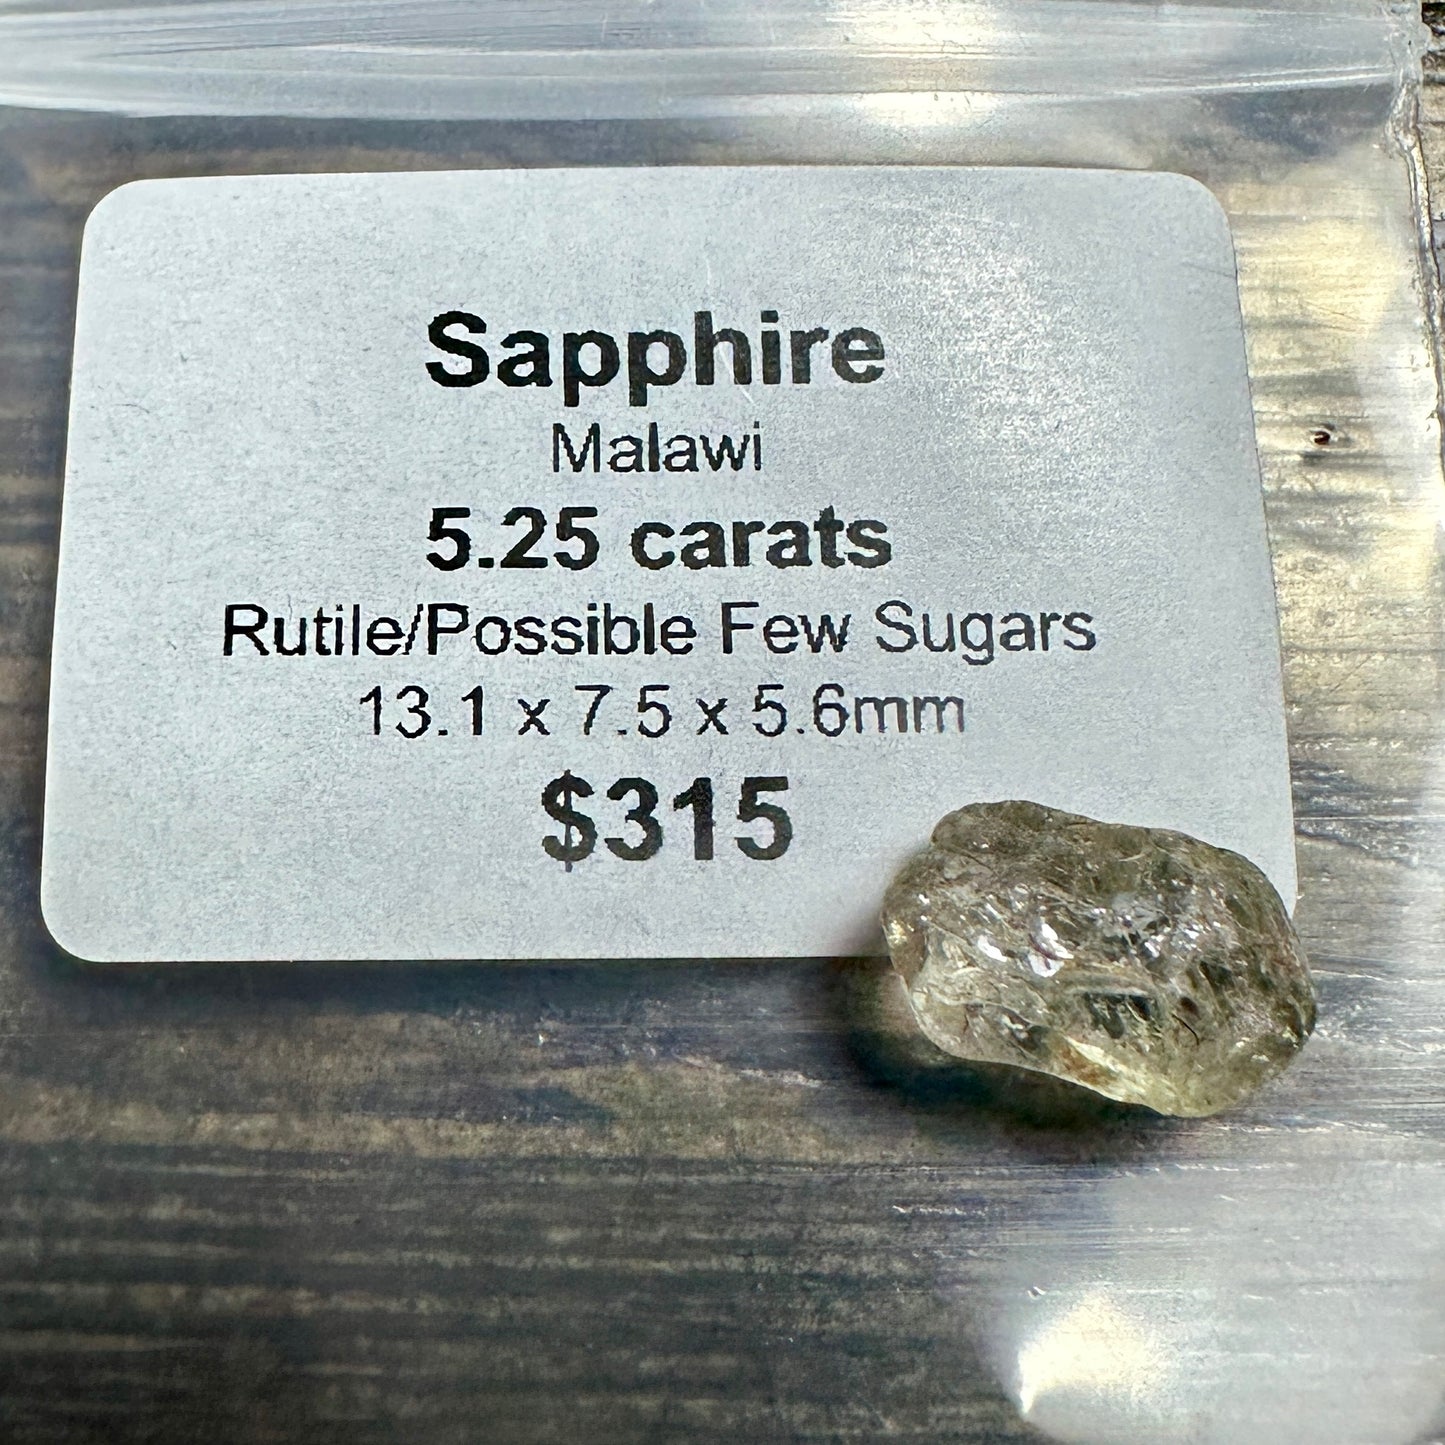 Sapphire
Malawi
5.25 carats
Rutile/Possible Few Sugars
13.1 x 7.5 x 5.6mm
$315